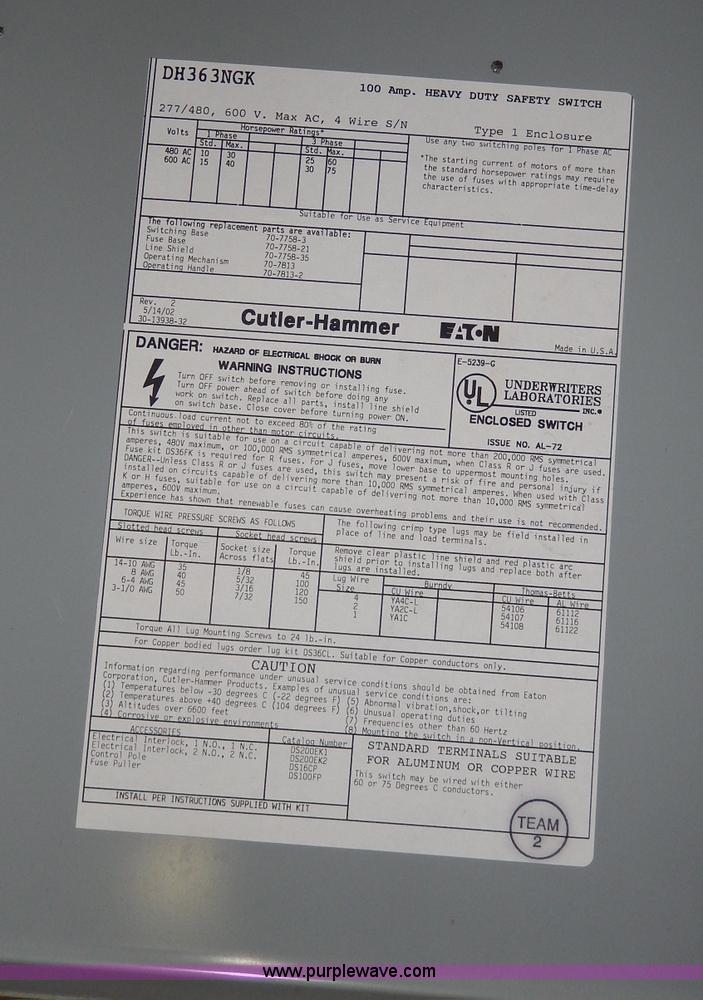 DH363NGK
100 Amp. HEAVY DUTY SAFETY SWITCH
277/480, 600 V. Max AC, 4 Wire S/N
Type 1 Enclosure
Volts
Horsepower Ratings*
1 Phase
3 Phase
Std. Max.
Std. Max.
480 AC 10 30 25 60
600 AC 15 40 30 75
Use any two switching poles for 1 Phase AC
*The starting current of motors of more than
the standard horsepower ratings may require
the use of fuses with appropriate time-delay
characteristics.
Suitable for Use as Service Equipment
The following replacement parts are available:
Switching Base 70-7758-3
Fuse Base 70-7758-21
Line Shield 70-7758-35
Operating Mechanism 70-7813
Operating Handle 70-7813-2
Rev. 2
5/14/02
30-13938-32
Cutler-Hammer
EATON
Made in U.S.A.
DANGER: HAZARD OF ELECTRICAL SHOCK OR BURN
WARNING INSTRUCTIONS
Turn OFF switch before removing or installing fuse.
Turn OFF power ahead of switch before doing any
work on switch. Replace all parts, install line shield
on switch base. Close cover before turning power ON.
E-5239-G
UL
UNDERWRITERS
LABORATORIES
INC.®
LISTED
ENCLOSED SWITCH
ISSUE NO. AL-72
Continuous load current not to exceed 80% of the rating
of fuses employed in other than motor circuits.
This switch is suitable for use on a circuit capable of delivering not more than 200,000 RMS symmetrical
amperes, 480V maximum, or 100,000 RMS symmetrical amperes, 600V maximum, when Class R or J fuses are used.
Fuse kit DS36FK is required for R fuses. For J fuses, move lower base to uppermost mounting holes.
DANGER--Unless Class R or J fuses are used, this switch may present a risk of fire and personal injury if
installed on circuits capable of delivering more than 10,000 RMS symmetrical amperes. When used with Class
K or H fuses, suitable for use on a circuit capable of delivering not more than 10,000 RMS symmetrical
amperes, 600V maximum.
Experience has shown that renewable fuses can cause overheating problems and their use is not recommended.
TORQUE WIRE PRESSURE SCREWS AS FOLLOWS
Slotted head screws
Socket head screws
Wire size
Torque
Lb.-In.
Socket size
Across flats
Torque
Lb.-In.
14-10 AWG 35 1/8 45
8 AWG 40 5/32 100
6-4 AWG 45 3/16 120
3-1/0 AWG 50 7/32 150
The following crimp type lugs may be field installed in
place of line and load terminals.
Remove clear plastic line shield and red plastic arc
shield prior to installing lugs and replace both after
lugs are installed.
Lug Wire
Size
Burndy
Thomas-Betts
CU Wire
CU Wire
AL Wire
4 YA4C-L 54106 61112
2 YA2C-L 54107 61116
1 YA1C 54108 61122
Torque All Lug Mounting Screws to 24 lb.-in.
For Copper bodied lugs order lug kit DS36CL. Suitable for Copper conductors only.
CAUTION
Information regarding performance under unusual service conditions should be obtained from Eaton
Corporation, Cutler-Hammer Products. Examples of unusual service conditions are:
(1) Temperatures below -30 degrees C (-22 degrees F) (5) Abnormal vibration,shock,or tilting
(2) Temperatures above +40 degrees C (104 degrees F) (6) Unusual operating duties
(3) Altitudes over 6600 feet (7) Frequencies other than 60 Hertz
(4) Corrosive or explosive environments (8) Mounting the switch in a non-Vertical position.
ACCESSORIES
Catalog Number
Electrical Interlock, 1 N.O., 1 N.C. DS200EK1
Electrical Interlock, 2 N.O., 2 N.C. DS200EK2
Control Pole DS16CP
Fuse Puller DS100FP
INSTALL PER INSTRUCTIONS SUPPLIED WITH KIT
STANDARD TERMINALS SUITABLE
FOR ALUMINUM OR COPPER WIRE
This switch may be wired with either
60 or 75 Degrees C conductors.
TEAM
2
www.purplewave.com